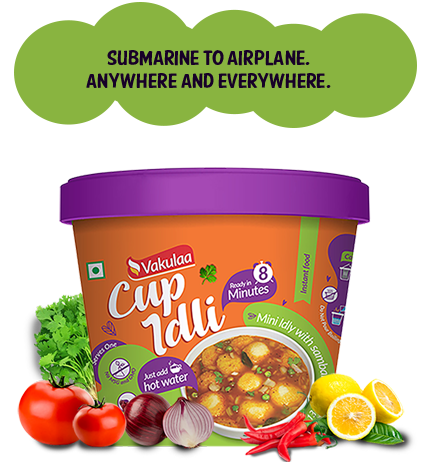 SUBMARINE TO AIRPLANE.
ANYWHERE AND EVERYWHERE.
Vakulaa
Cup
Idli
Ready in
8
Minutes
Instant food
Mini Idly with samba
Serves One
Just add
hot water